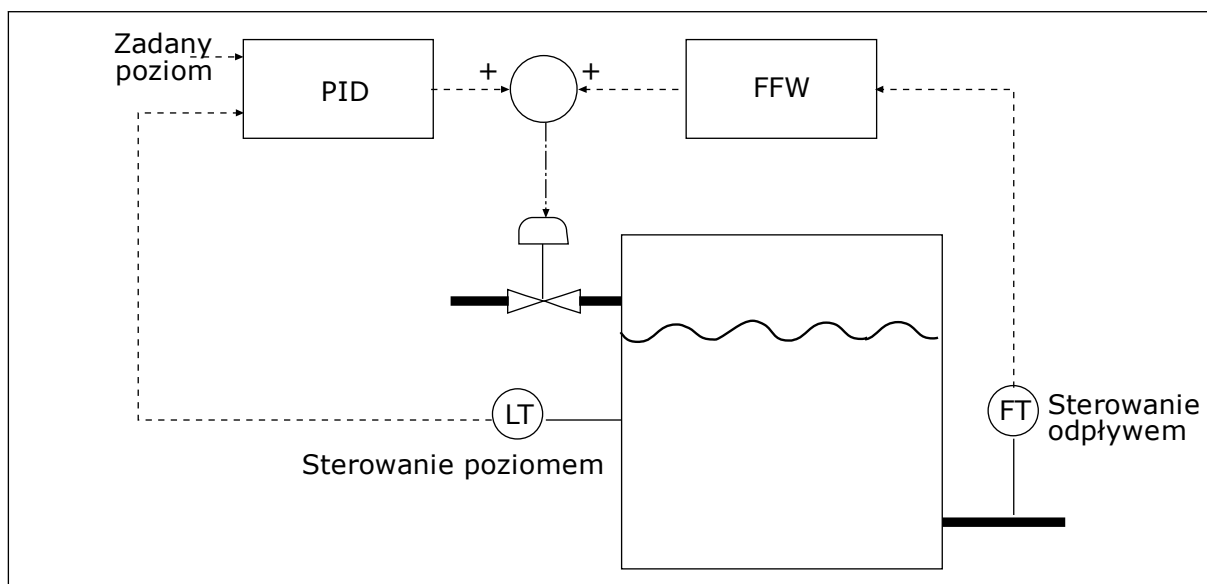 Zadany
poziom
PID
+
+
FFW
LT
Sterowanie poziomem
FT
Sterowanie
odpływem